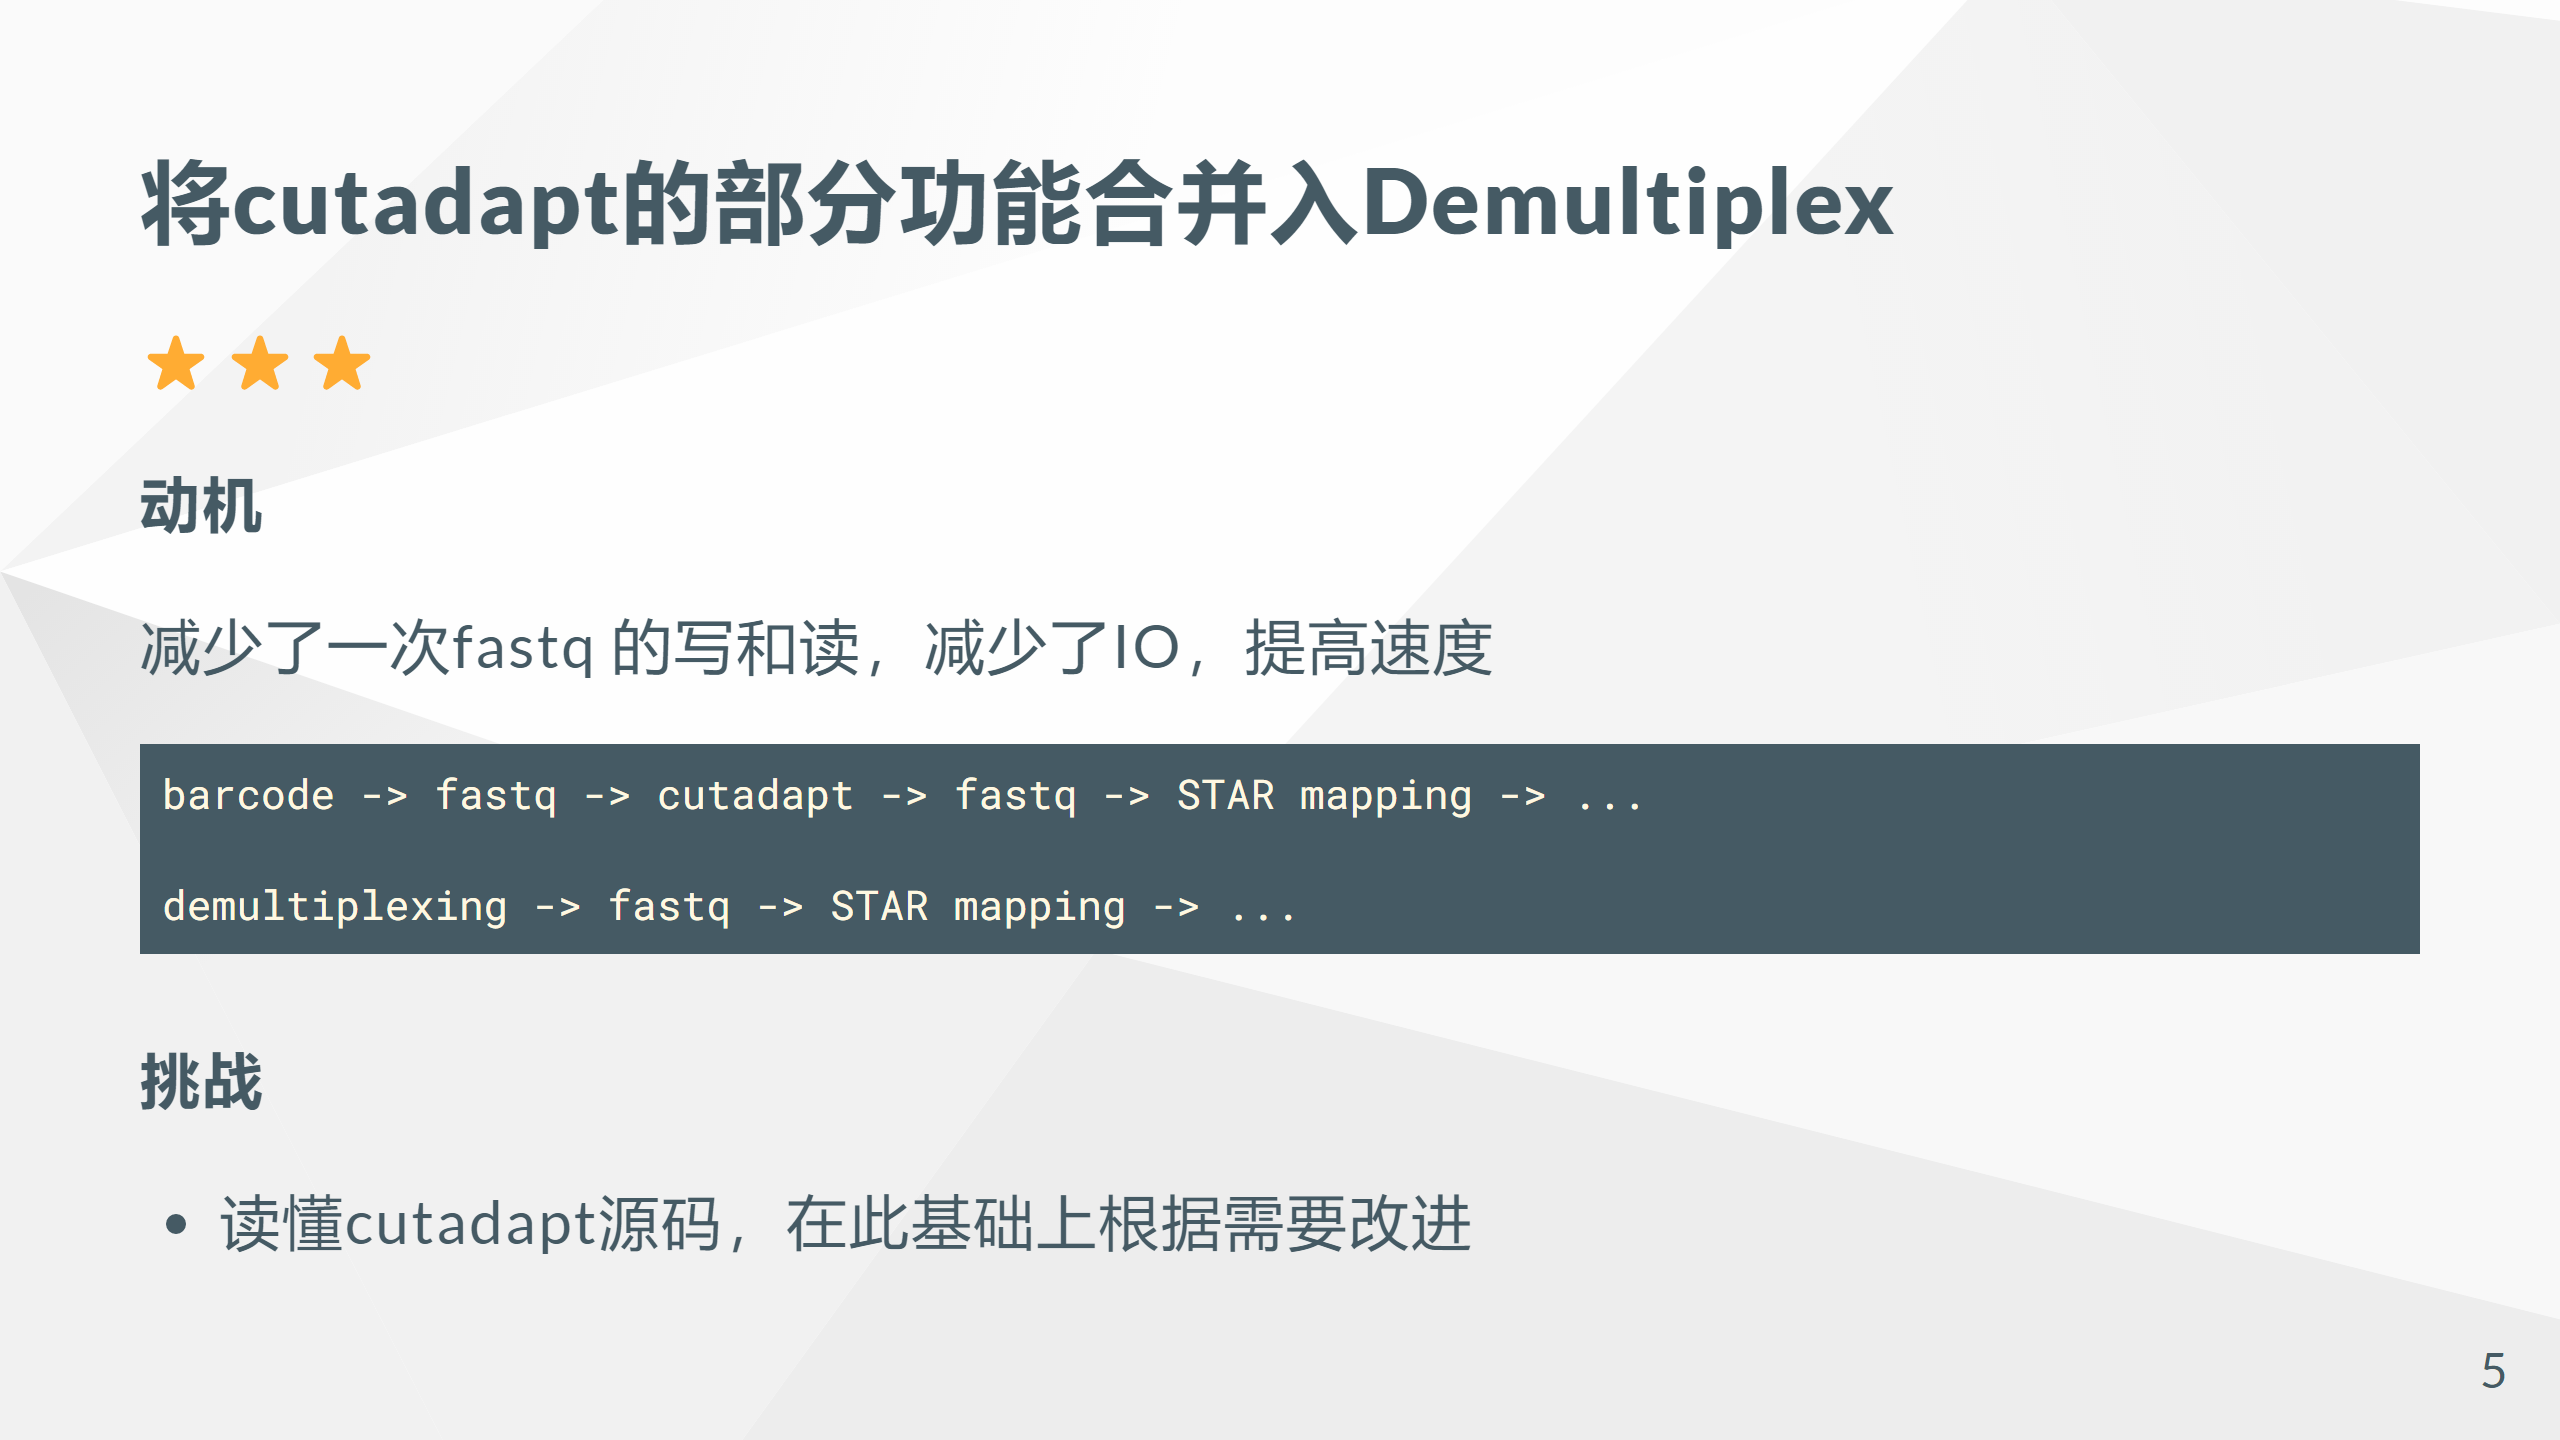 将cutadapt的部分功能合并入Demultiplex
⭐ ⭐ ⭐
动机
减少了一次fastq 的写和读，减少了IO，提高速度
barcode -> fastq -> cutadapt -> fastq -> STAR mapping -> ...
demultiplexing -> fastq -> STAR mapping -> ...
挑战
• 读懂cutadapt源码，在此基础上根据需要改进
5